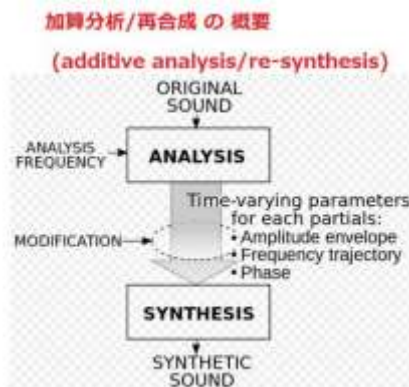 加算分析/再合成 の 概要
(additive analysis/re-synthesis)
ORIGINAL
SOUND
ANALYSIS
FREQUENCY
ANALYSIS
Time-varying parameters
for each partials:
• Amplitude envelope
• Frequency trajectory
• Phase
MODIFICATION
SYNTHESIS
SYNTHETIC
SOUND